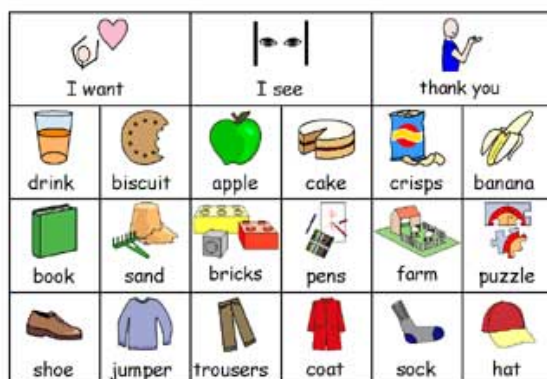 I want I see thank you
drink biscuit apple cake crisps banana
book sand bricks pens farm puzzle
shoe jumper trousers coat sock hat